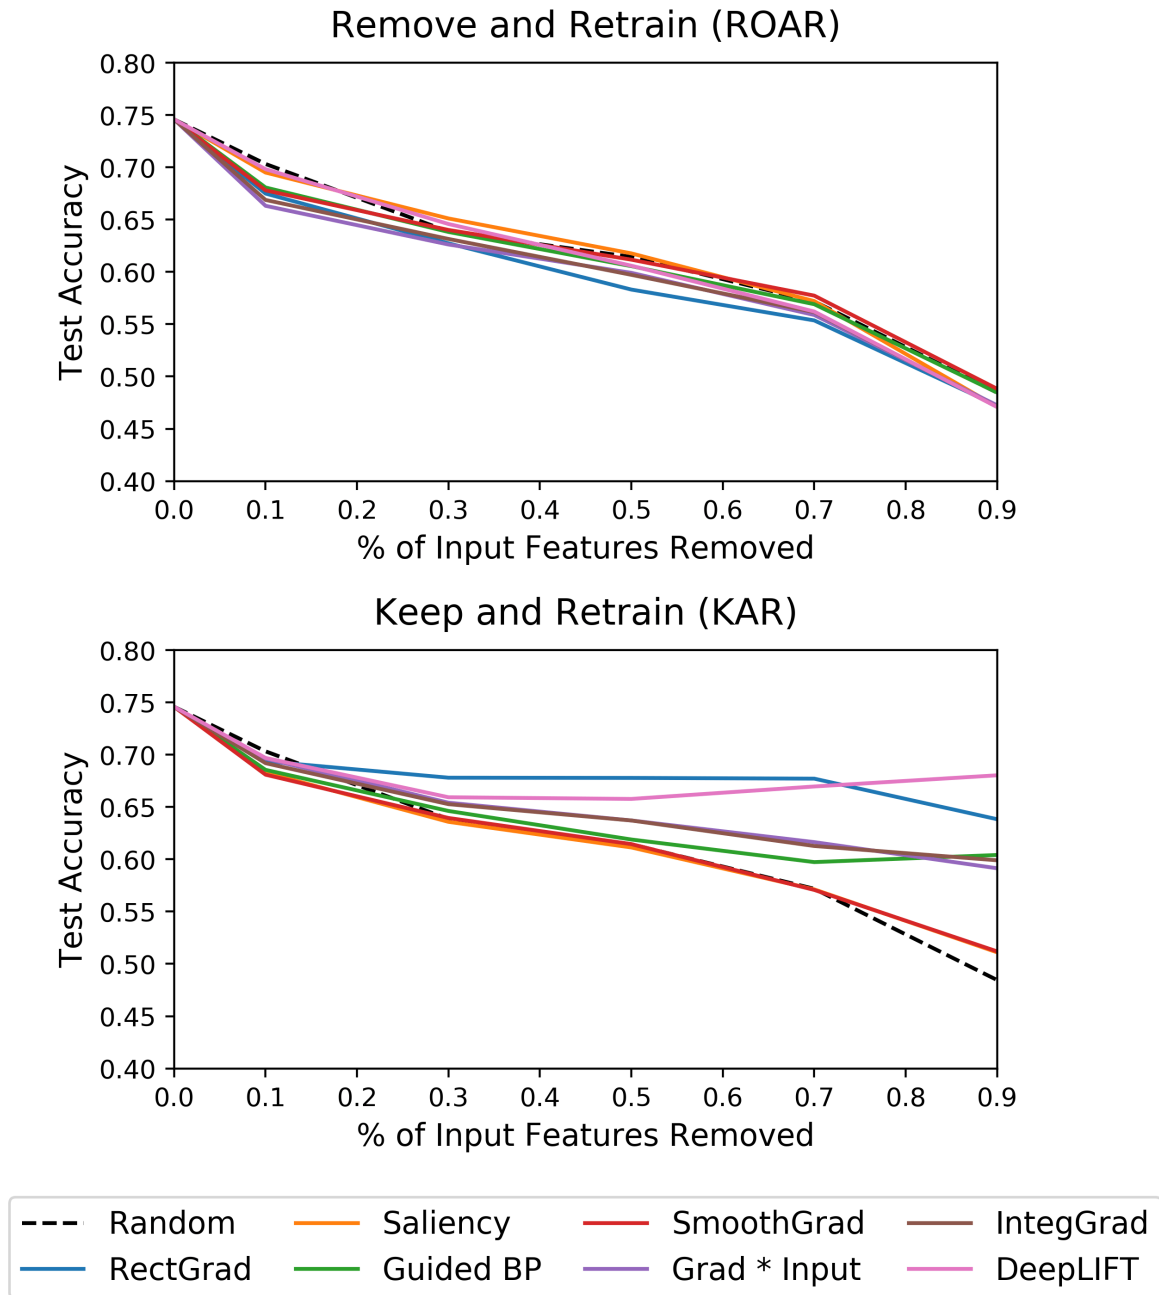 Remove and Retrain (ROAR)
0.80
0.75
0.70
0.65
0.60
0.55
0.50
0.45
0.40
Test Accuracy
0.0 0.1 0.2 0.3 0.4 0.5 0.6 0.7 0.8 0.9
% of Input Features Removed
Keep and Retrain (KAR)
0.80
0.75
0.70
0.65
0.60
0.55
0.50
0.45
0.40
Test Accuracy
0.0 0.1 0.2 0.3 0.4 0.5 0.6 0.7 0.8 0.9
% of Input Features Removed
Random Saliency SmoothGrad IntegGrad
RectGrad Guided BP Grad * Input DeepLIFT